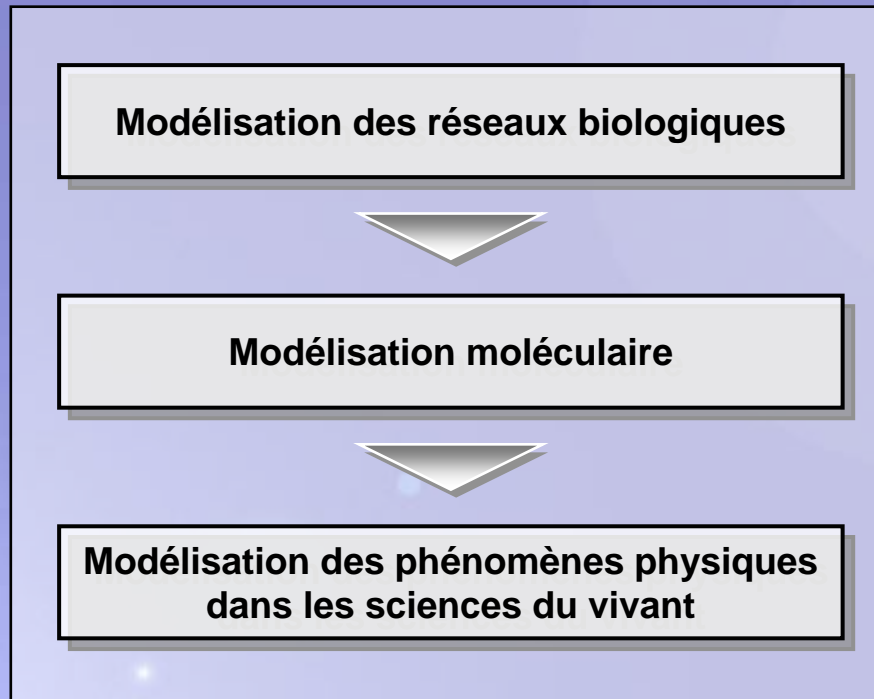 Modélisation des réseaux biologiques
Modélisation moléculaire
Modélisation des phénomènes physiques
dans les sciences du vivant